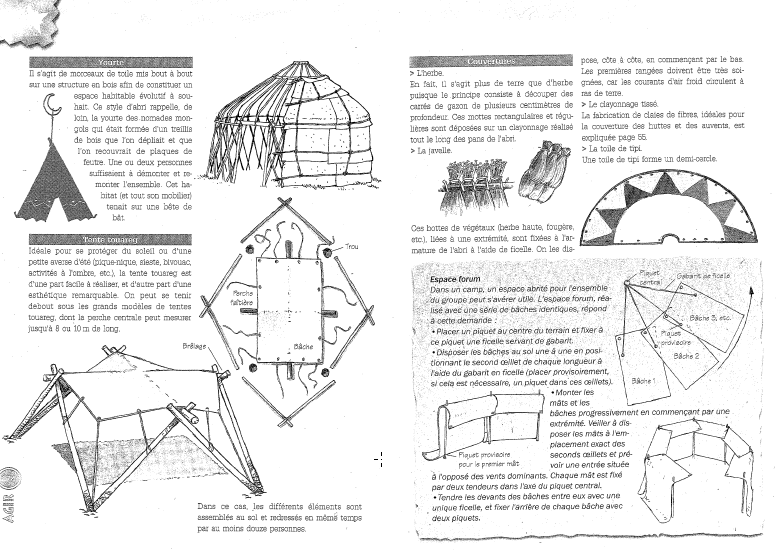 Yourte
Il s'agit de morceaux de toile mis bout à bout
sur une structure en bois afin de constituer un
espace habitable évolutif à sou-
hait. Ce style d'abri rappelle, de
loin, la yourte des nomades mon-
gols qui était formée d'un treillis
de bois que l'on dépliait et que
l'on recouvrait de plaques de
feutre. Une ou deux personnes
suffisaient à démonter et re-
monter l'ensemble. Cet ha-
bitat (et tout son mobilier)
tenait sur une bête de
bât.
Tente touareg
Idéale pour se protéger du soleil ou d'une
petite averse d'été (pique-nique, sieste, bivouac,
activités à l'ombre, etc.), la tente touareg est
d'une part facile à réaliser, et d'autre part d'une
esthétique remarquable. On peut se tenir
debout sous les grands modèles de tentes
touareg, dont la perche centrale peut mesurer
jusqu'à 8 ou 10 m de long.
Trou
Perche
faîtière
Bâche
Brêlage
Dans ce cas, les différents éléments sont
assemblés au sol et redressés en même temps
par au moins douze personnes.
AGIR
Couvertures
> L'herbe.
En fait, il s'agit plus de terre que d'herbe
puisque le principe consiste à découper des
carrés de gazon de plusieurs centimètres de
profondeur. Ces mottes rectangulaires et régu-
lières sont déposées sur un clayonnage réalisé
tout le long des pans de l'abri.
> La javelle.
Ces bottes de végétaux (herbe haute, fougère,
etc.), liées à une extrémité, sont fixées à l'ar-
mature de l'abri à l'aide de ficelle. On les dis-
pose, côte à côte, en commençant par le bas.
Les premières rangées doivent être très soi-
gnées, car les courants d'air froid circulent à
ras de terre.
> Le clayonnage tissé.
La fabrication de claies de fibres, idéales pour
la couverture des huttes et des auvents, est
expliquée page 55.
> La toile de tipi.
Une toile de tipi forme un demi-cercle.
Espace forum
Dans un camp, un espace abrité pour l'ensemble
du groupe peut s'avérer utile. L'espace forum, réa-
lisé avec une série de bâches identiques, répond
à cette demande :
• Placer un piquet au centre du terrain et fixer à
ce piquet une ficelle servant de gabarit.
• Disposer les bâches au sol une à une en posi-
tionnant le second œillet de chaque longueur à
l'aide du gabarit en ficelle (placer provisoirement,
si cela est nécessaire, un piquet dans ces œillets).
• Monter les
mâts et les
bâches progressivement en commençant par une
extrémité. Veiller à dis-
poser les mâts à l'em-
placement exact des
seconds œillets et pré-
voir une entrée située
à l'opposé des vents dominants. Chaque mât est fixé
par deux tendeurs dans l'axe du piquet central.
• Tendre les devants des bâches entre eux avec une
unique ficelle, et fixer l'arrière de chaque bâche avec
deux piquets.
Piquet
central
Gabarit de ficelle
Bâche 3, etc.
Piquet
provisoire
Bâche 2
Bâche 1
Piquet provisoire
pour le premier mât